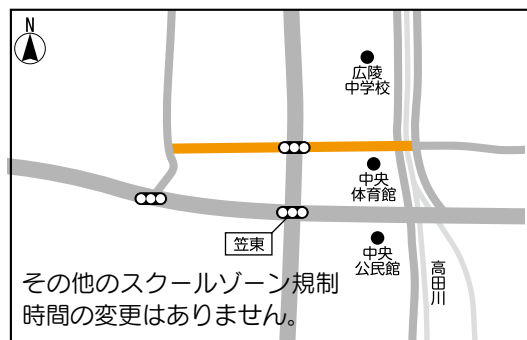 N
広陵
中学校
中央
体育館
笠東
中央
公民館
高田川
その他のスクールゾーン規制
時間の変更はありません。